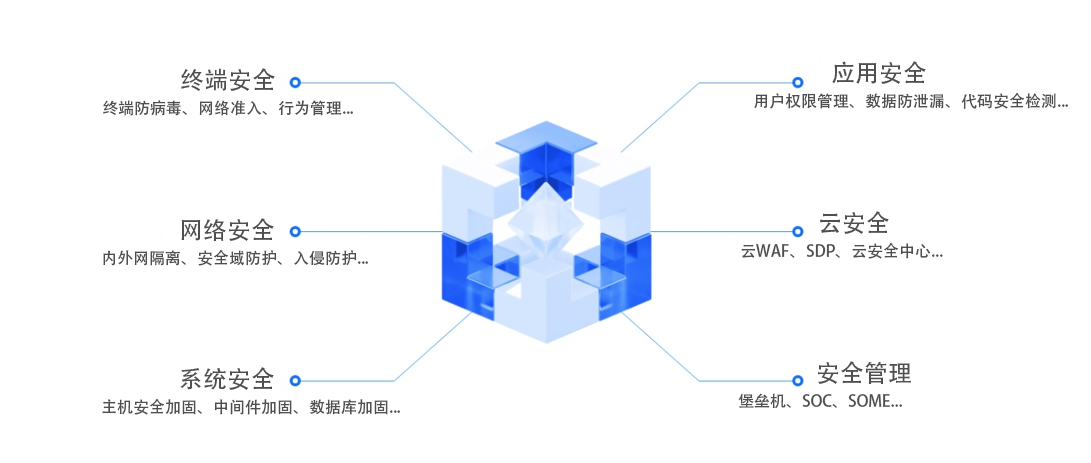 终端安全
终端防病毒、网络准入、行为管理...
应用安全
用户权限管理、数据防泄漏、代码安全检测...
网络安全
内外网隔离、安全域防护、入侵防护...
云安全
云WAF、SDP、云安全中心...
系统安全
主机安全加固、中间件加固、数据库加固...
安全管理
堡垒机、SOC、SOME...